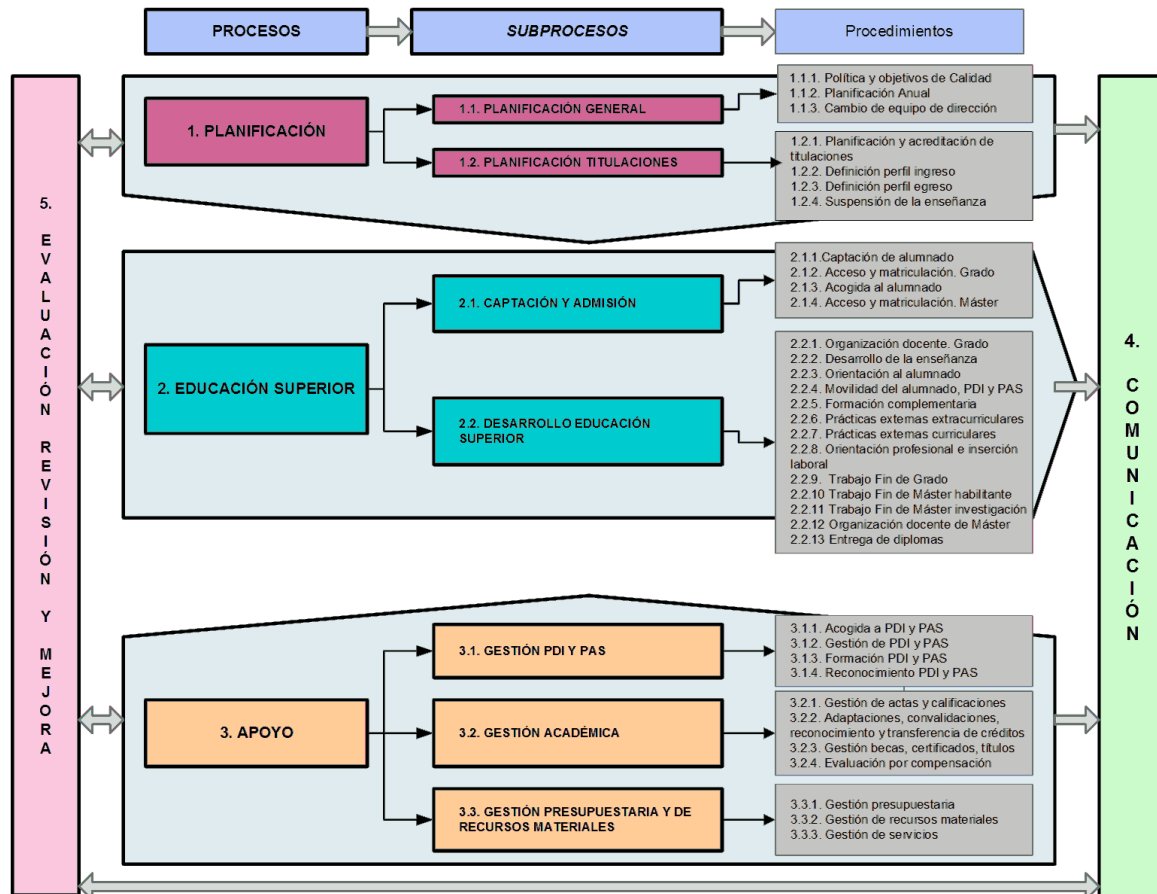 PROCESOS
SUBPROCESOS
Procedimientos
5.
EVALUACIÓN
REVISIÓN
Y
MEJORA
1. PLANIFICACIÓN
1.1. PLANIFICACIÓN GENERAL
1.1.1. Política y objetivos de Calidad
1.1.2. Planificación Anual
1.1.3. Cambio de equipo de dirección
1.2. PLANIFICACIÓN TITULACIONES
1.2.1. Planificación y acreditación de
titulaciones
1.2.2. Definición perfil ingreso
1.2.3. Definición perfil egreso
1.2.4. Suspensión de la enseñanza
2. EDUCACIÓN SUPERIOR
2.1. CAPTACIÓN Y ADMISIÓN
2.1.1.Captación de alumnado
2.1.2. Acceso y matriculación. Grado
2.1.3. Acogida al alumnado
2.1.4. Acceso y matriculación. Máster
2.2. DESARROLLO EDUCACIÓN
SUPERIOR
2.2.1. Organización docente. Grado
2.2.2. Desarrollo de la enseñanza
2.2.3. Orientación al alumnado
2.2.4. Movilidad del alumnado, PDI y PAS
2.2.5. Formación complementaria
2.2.6. Prácticas externas extracurriculares
2.2.7. Prácticas externas curriculares
2.2.8. Orientación profesional e inserción
laboral
2.2.9. Trabajo Fin de Grado
2.2.10 Trabajo Fin de Máster habilitante
2.2.11 Trabajo Fin de Máster investigación
2.2.12 Organización docente de Máster
2.2.13 Entrega de diplomas
3. APOYO
3.1. GESTIÓN PDI Y PAS
3.1.1. Acogida a PDI y PAS
3.1.2. Gestión de PDI y PAS
3.1.3. Formación PDI y PAS
3.1.4. Reconocimiento PDI y PAS
3.2. GESTIÓN ACADÉMICA
3.2.1. Gestión de actas y calificaciones
3.2.2. Adaptaciones, convalidaciones,
reconocimiento y transferencia de créditos
3.2.3. Gestión becas, certificados, títulos
3.2.4. Evaluación por compensación
3.3. GESTIÓN PRESUPUESTARIA Y DE
RECURSOS MATERIALES
3.3.1. Gestión presupuestaria
3.3.2. Gestión de recursos materiales
3.3.3. Gestión de servicios
4.
COMUNICACIÓN